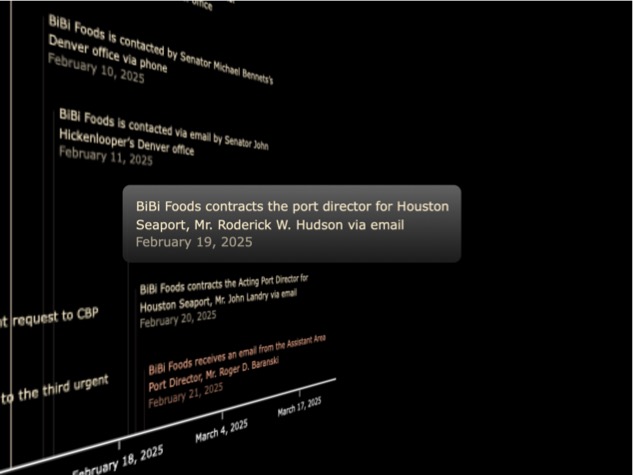 office
BiBi Foods is contacted by Senator Michael Bennets's
Denver office via phone
February 10, 2025
BiBi Foods is contacted via email by Senator John
Hickenlooper's Denver office
February 11, 2025
BiBi Foods contracts the port director for Houston
Seaport, Mr. Roderick W. Hudson via email
February 19, 2025
BiBi Foods contracts the Acting Port Director for
Houston Seaport, Mr. John Landry via email
February 20, 2025
request to CBP
BiBi Foods receives an email from the Assistant Area
Port Director, Mr. Roger D. Baranski
February 21, 2025
to the third urgent
February 18, 2025
March 4, 2025
March 17, 2025